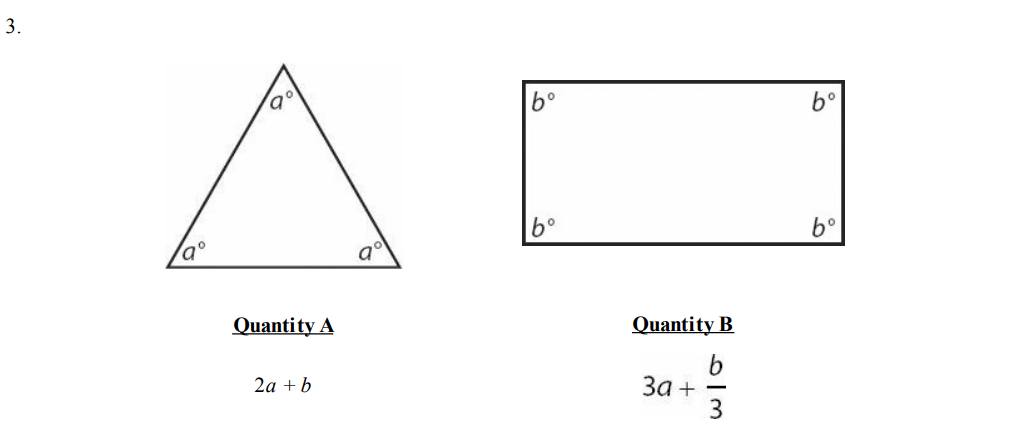 3.
a°
b° b°
a° a°
b° b°
Quantity A Quantity B
2a + b 3a + b/3